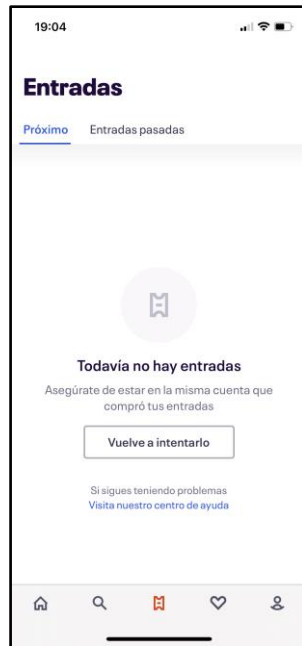 19:04
Entradas
Próximo Entradas pasadas
Todavía no hay entradas
Asegúrate de estar en la misma cuenta que
compró tus entradas
Vuelve a intentarlo
Si sigues teniendo problemas
Visita nuestro centro de ayuda